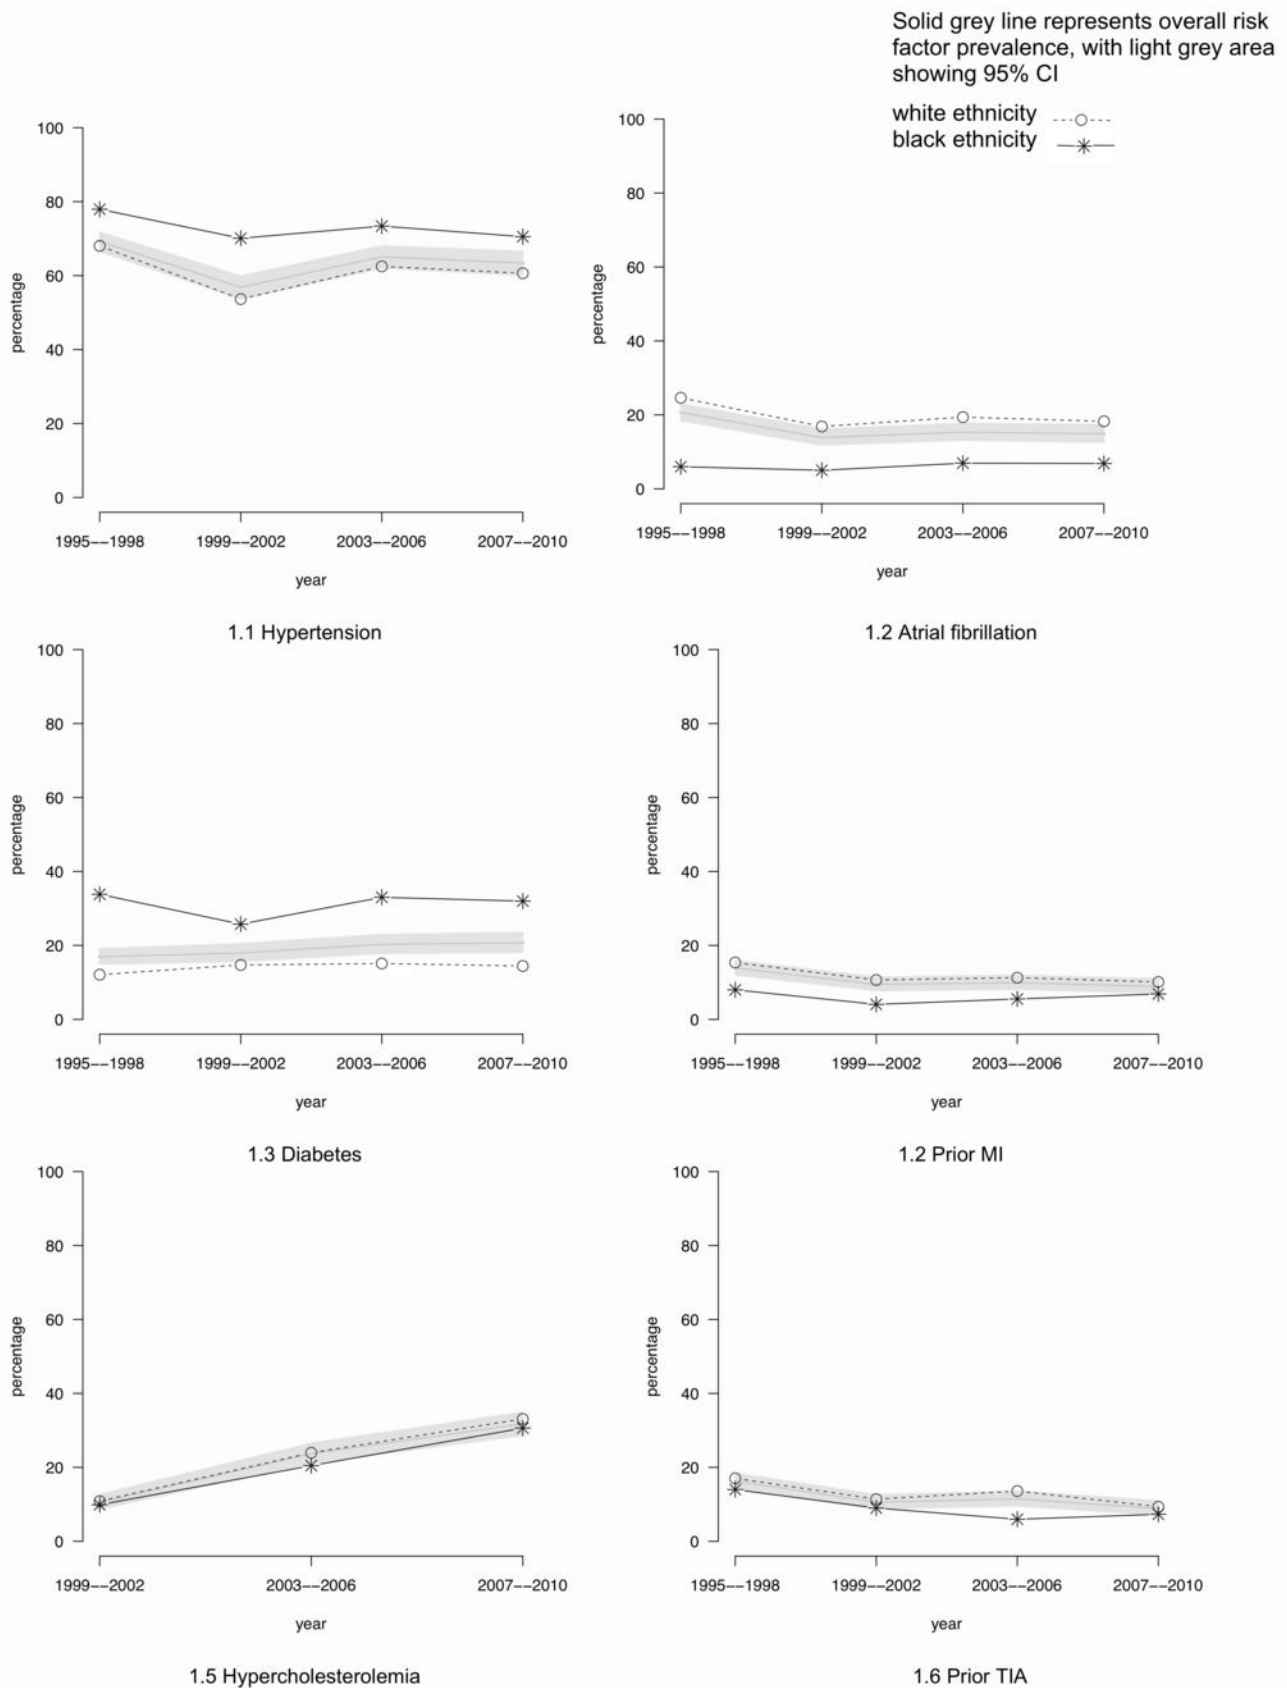 Solid grey line represents overall risk
factor prevalence, with light grey area
showing 95% CI
white ethnicity
black ethnicity
100
80
60
40
20
0
percentage
1995--1998 1999--2002 2003--2006 2007--2010
year
1.1 Hypertension
100
80
60
40
20
0
percentage
1995--1998 1999--2002 2003--2006 2007--2010
year
1.2 Atrial fibrillation
100
80
60
40
20
0
percentage
1995--1998 1999--2002 2003--2006 2007--2010
year
1.3 Diabetes
100
80
60
40
20
0
percentage
1995--1998 1999--2002 2003--2006 2007--2010
year
1.2 Prior MI
100
80
60
40
20
0
percentage
1999--2002 2003--2006 2007--2010
year
1.5 Hypercholesterolemia
100
80
60
40
20
0
percentage
1995--1998 1999--2002 2003--2006 2007--2010
year
1.6 Prior TIA